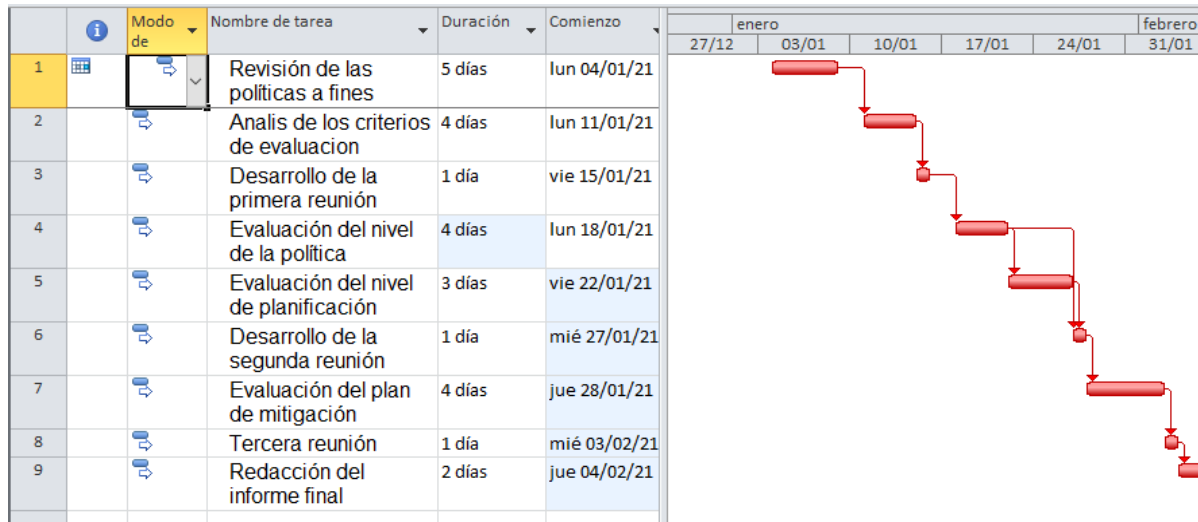 Modo de
Nombre de tarea
Duración
Comienzo
enero
febrero
27/12
03/01
10/01
17/01
24/01
31/01
1
Revisión de las
políticas a fines
5 días
lun 04/01/21
2
Analis de los criterios
de evaluacion
4 días
lun 11/01/21
3
Desarrollo de la
primera reunión
1 día
vie 15/01/21
4
Evaluación del nivel
de la política
4 días
lun 18/01/21
5
Evaluación del nivel
de planificación
3 días
vie 22/01/21
6
Desarrollo de la
segunda reunión
1 día
mié 27/01/21
7
Evaluación del plan
de mitigación
4 días
jue 28/01/21
8
Tercera reunión
1 día
mié 03/02/21
9
Redacción del
informe final
2 días
jue 04/02/21